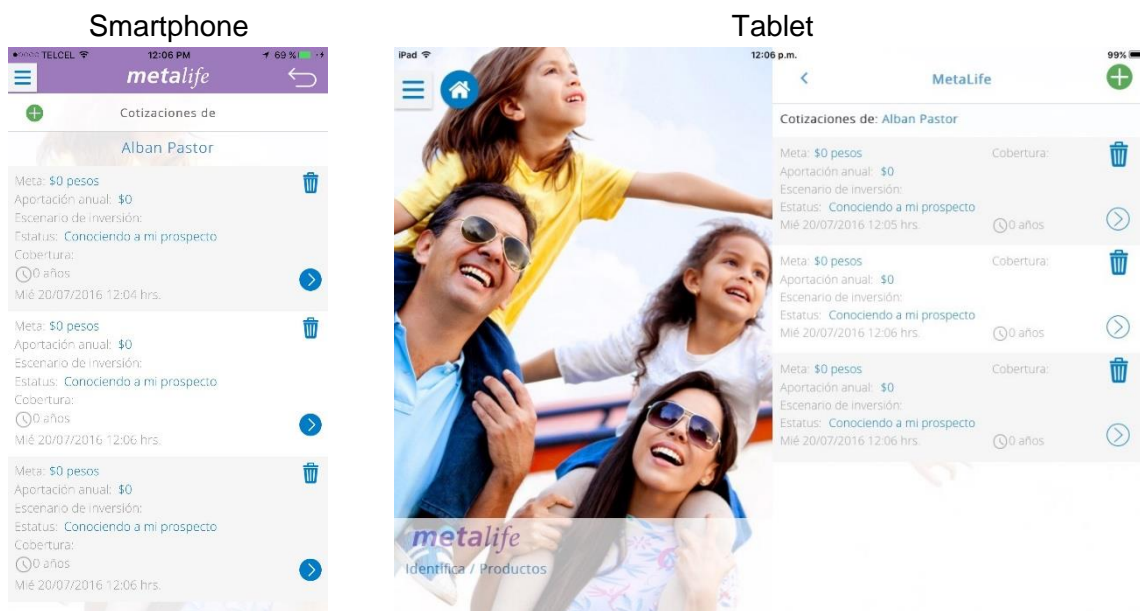 Smartphone
Tablet
TELCEL 12:06 PM 69 %
metalife
Cotizaciones de
Alban Pastor
Meta: $0 pesos
Aportación anual: $0
Escenario de inversión:
Estatus: Conociendo a mi prospecto
Cobertura:
0 años
Mié 20/07/2016 12:04 hrs.
Meta: $0 pesos
Aportación anual: $0
Escenario de inversión:
Estatus: Conociendo a mi prospecto
Cobertura:
0 años
Mié 20/07/2016 12:06 hrs.
Meta: $0 pesos
Aportación anual: $0
Escenario de inversión:
Estatus: Conociendo a mi prospecto
Cobertura:
0 años
Mié 20/07/2016 12:06 hrs.
iPad 12:06 p.m. 99%
MetaLife
Cotizaciones de: Alban Pastor
Meta: $0 pesos Cobertura:
Aportación anual: $0
Escenario de inversión:
Estatus: Conociendo a mi prospecto
Mié 20/07/2016 12:05 hrs. 0 años
Meta: $0 pesos Cobertura:
Aportación anual: $0
Escenario de inversión:
Estatus: Conociendo a mi prospecto
Mié 20/07/2016 12:06 hrs. 0 años
Meta: $0 pesos Cobertura:
Aportación anual: $0
Escenario de inversión:
Estatus: Conociendo a mi prospecto
Mié 20/07/2016 12:06 hrs. 0 años
metalife
Identifica / Productos